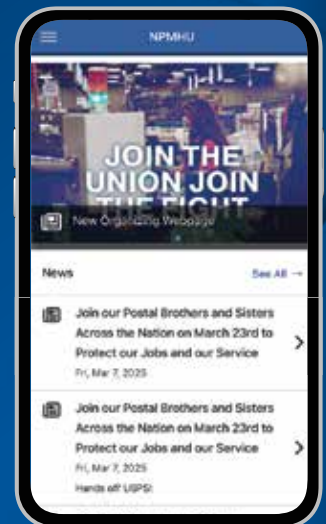 NPMHU
JOIN THE
UNION JOIN
THE FIGHT
New Organizing Webpage
News
See All →
Join our Postal Brothers and Sisters
Across the Nation on March 23rd to
Protect our Jobs and our Service
Fri, Mar 7, 2025
Join our Postal Brothers and Sisters
Across the Nation on March 23rd to
Protect our Jobs and our Service
Fri, Mar 7, 2025
Hands off USPS!